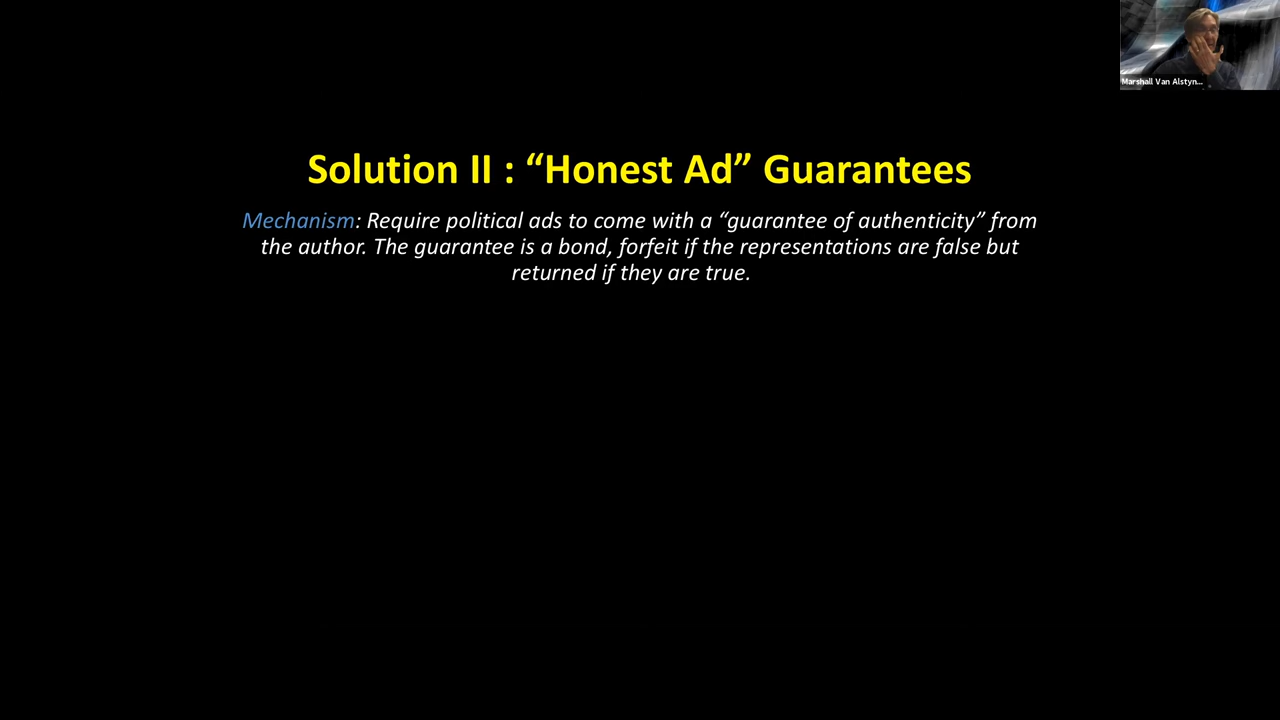 Marshall Van Alstyn...
Solution II : “Honest Ad” Guarantees
Mechanism: Require political ads to come with a “guarantee of authenticity” from
the author. The guarantee is a bond, forfeit if the representations are false but
returned if they are true.